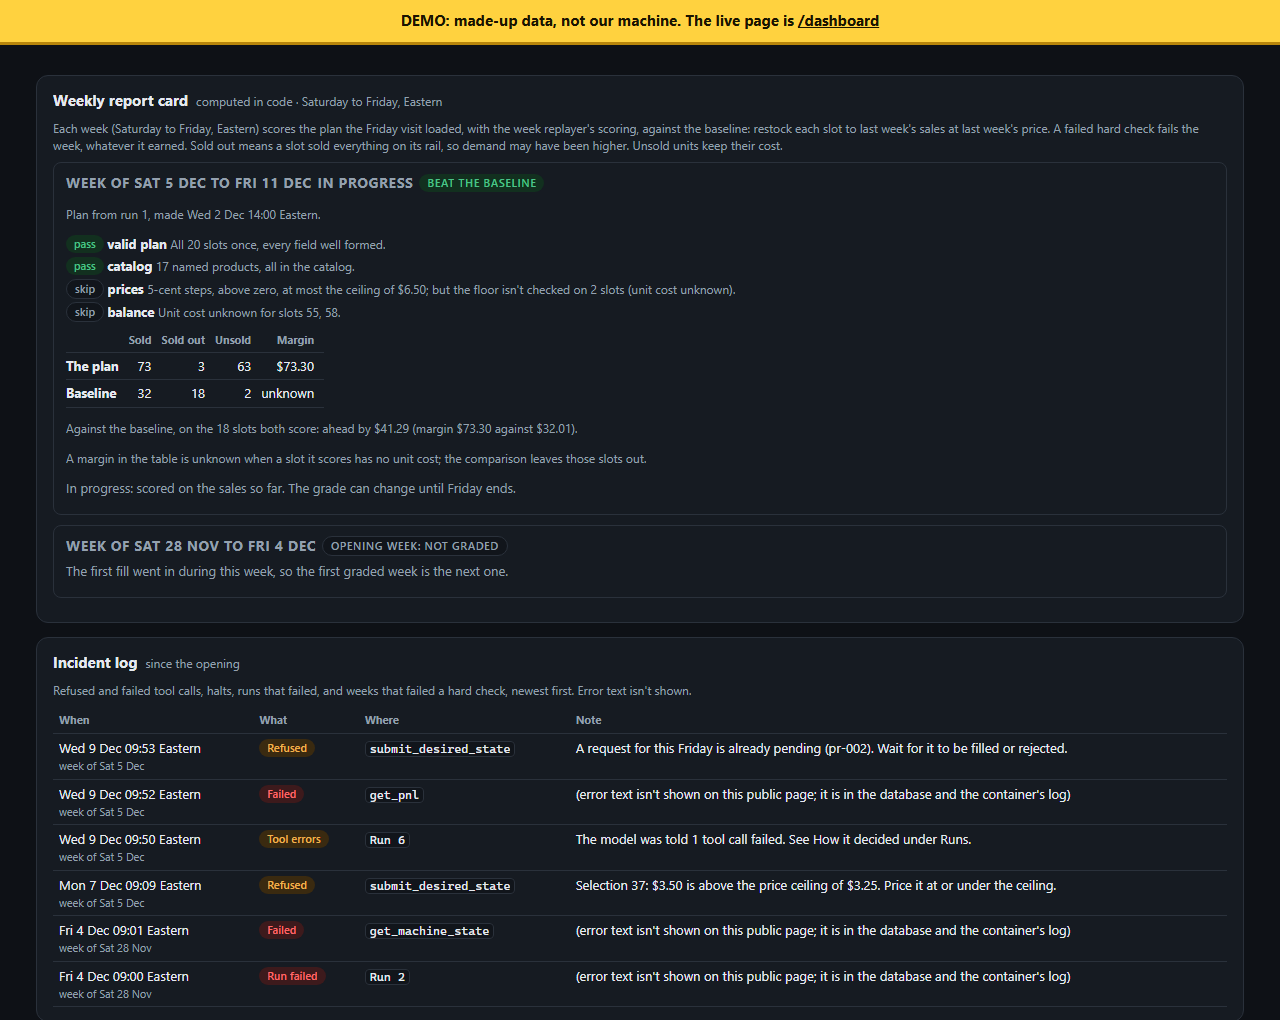 DEMO: made-up data, not our machine. The live page is /dashboard
Weekly report card computed in code · Saturday to Friday, Eastern
Each week (Saturday to Friday, Eastern) scores the plan the Friday visit loaded, with the week replayer's scoring, against the baseline: restock each slot to last week's sales at last week's price. A failed hard check fails the
week, whatever it earned. Sold out means a slot sold everything on its rail, so demand may have been higher. Unsold units keep their cost.
WEEK OF SAT 5 DEC TO FRI 11 DEC IN PROGRESS BEAT THE BASELINE
Plan from run 1, made Wed 2 Dec 14:00 Eastern.
pass valid plan All 20 slots once, every field well formed.
pass catalog 17 named products, all in the catalog.
skip prices 5-cent steps, above zero, at most the ceiling of $6.50; but the floor isn't checked on 2 slots (unit cost unknown).
skip balance Unit cost unknown for slots 55, 58.
Sold Sold out Unsold Margin
The plan 73 3 63 $73.30
Baseline 32 18 2 unknown
Against the baseline, on the 18 slots both score: ahead by $41.29 (margin $73.30 against $32.01).
A margin in the table is unknown when a slot it scores has no unit cost; the comparison leaves those slots out.
In progress: scored on the sales so far. The grade can change until Friday ends.
WEEK OF SAT 28 NOV TO FRI 4 DEC OPENING WEEK: NOT GRADED
The first fill went in during this week, so the first graded week is the next one.
Incident log since the opening
Refused and failed tool calls, halts, runs that failed, and weeks that failed a hard check, newest first. Error text isn't shown.
When What Where Note
Wed 9 Dec 09:53 Eastern Refused submit_desired_state A request for this Friday is already pending (pr-002). Wait for it to be filled or rejected.
week of Sat 5 Dec
Wed 9 Dec 09:52 Eastern Failed get_pnl (error text isn't shown on this public page; it is in the database and the container's log)
week of Sat 5 Dec
Wed 9 Dec 09:50 Eastern Tool errors Run 6 The model was told 1 tool call failed. See How it decided under Runs.
week of Sat 5 Dec
Mon 7 Dec 09:09 Eastern Refused submit_desired_state Selection 37: $3.50 is above the price ceiling of $3.25. Price it at or under the ceiling.
week of Sat 5 Dec
Fri 4 Dec 09:01 Eastern Failed get_machine_state (error text isn't shown on this public page; it is in the database and the container's log)
week of Sat 28 Nov
Fri 4 Dec 09:00 Eastern Run failed Run 2 (error text isn't shown on this public page; it is in the database and the container's log)
week of Sat 28 Nov